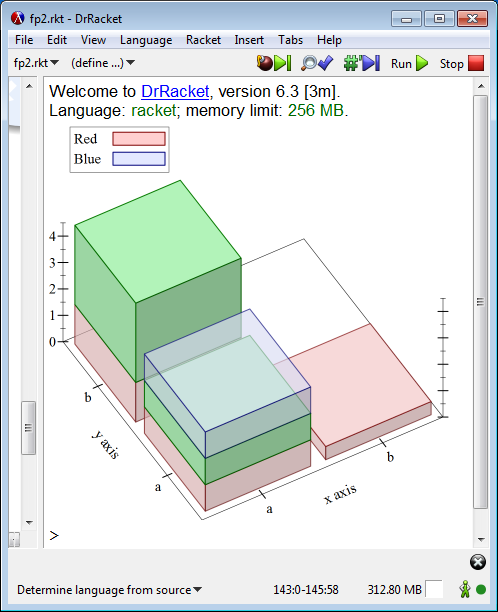 fp2.rkt - DrRacket
File Edit View Language Racket Insert Tabs Help
fp2.rkt (define ...) Run Stop
Welcome to DrRacket, version 6.3 [3m].
Language: racket; memory limit: 256 MB.
Red
Blue
4
3
2
1
0
b
y axis
a
a
x axis
b
>
Determine language from source 143:0-145:58 312.80 MB